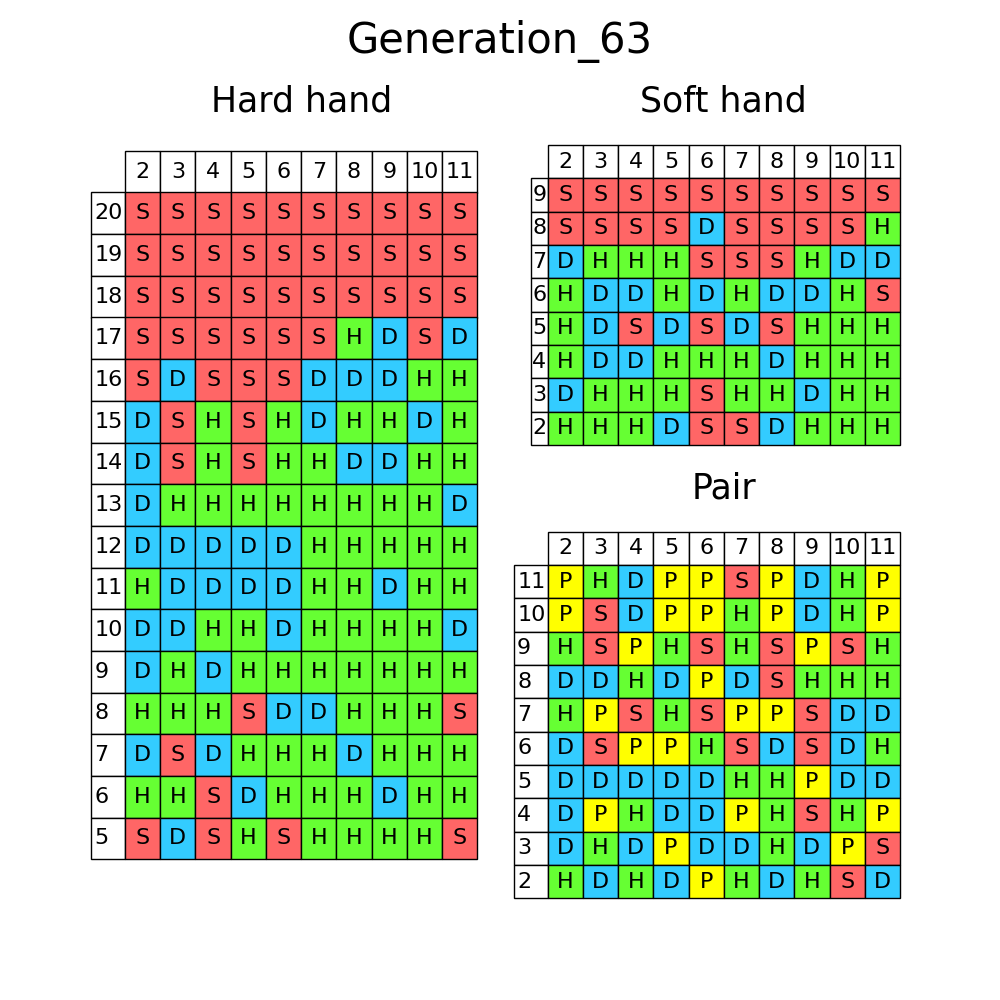 Generation_63
Hard hand
2 3 4 5 6 7 8 9 10 11
20 S S S S S S S S S S
19 S S S S S S S S S S
18 S S S S S S S S S S
17 S S S S S S H D S D
16 S D S S S D D D H H
15 D S H S H D H H D H
14 D S H S H H D D H H
13 D H H H H H H H H D
12 D D D D D H H H H H
11 H D D D D H H D H H
10 D D H H D H H H H D
9 D H D H H H H H H H
8 H H H S D D H H H S
7 D S D H H H D H H H
6 H H S D H H H D H H
5 S D S H S H H H H S
Soft hand
2 3 4 5 6 7 8 9 10 11
9 S S S S S S S S S S
8 S S S S D S S S S H
7 D H H H S S S H D D
6 H D D H D H D D H S
5 H D S D S D S H H H
4 H D D H H H D H H H
3 D H H H S H H D H H
2 H H H D S S D H H H
Pair
2 3 4 5 6 7 8 9 10 11
11 P H D P P S P D H P
10 P S D P P H P D H P
9 H S P H S H S P S H
8 D D H D P D S H H H
7 H P S H S P P S D D
6 D S P P H S D S D H
5 D D D D D H H P D D
4 D P H D D P H S H P
3 D H D P D D H D P S
2 H D H D P H D H S D